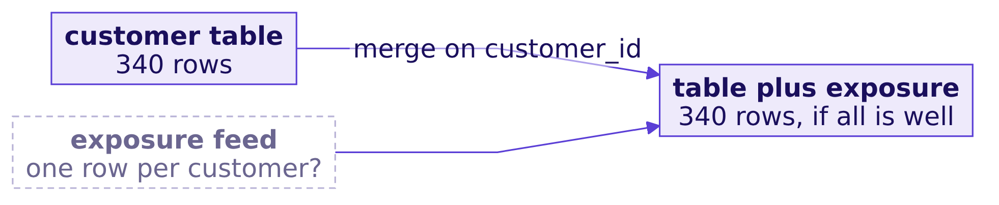 customer table
340 rows
merge on customer_id
table plus exposure
340 rows, if all is well
exposure feed
one row per customer?